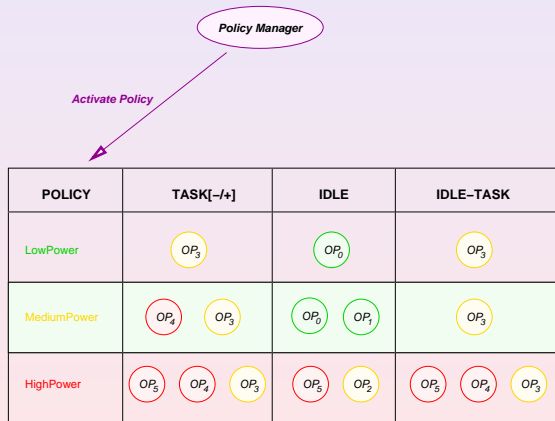 Policy Manager
Activate Policy
POLICY TASK[−/+] IDLE IDLE−TASK
LowPower OP3 OP0 OP3
MediumPower OP4 OP3 OP0 OP1 OP3
HighPower OP5 OP4 OP3 OP5 OP2 OP5 OP4 OP3